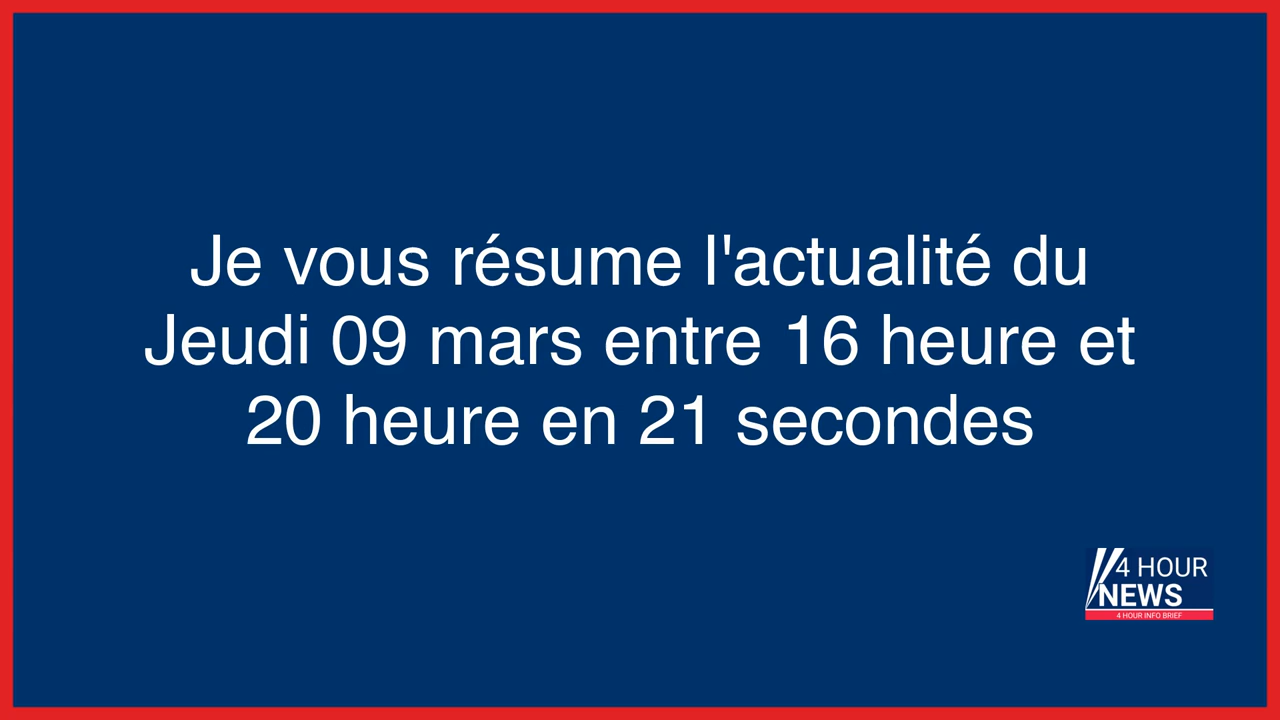 Je vous résume l'actualité du
Jeudi 09 mars entre 16 heure et
20 heure en 21 secondes
4 HOUR
NEWS
4 HOUR INFO BRIEF